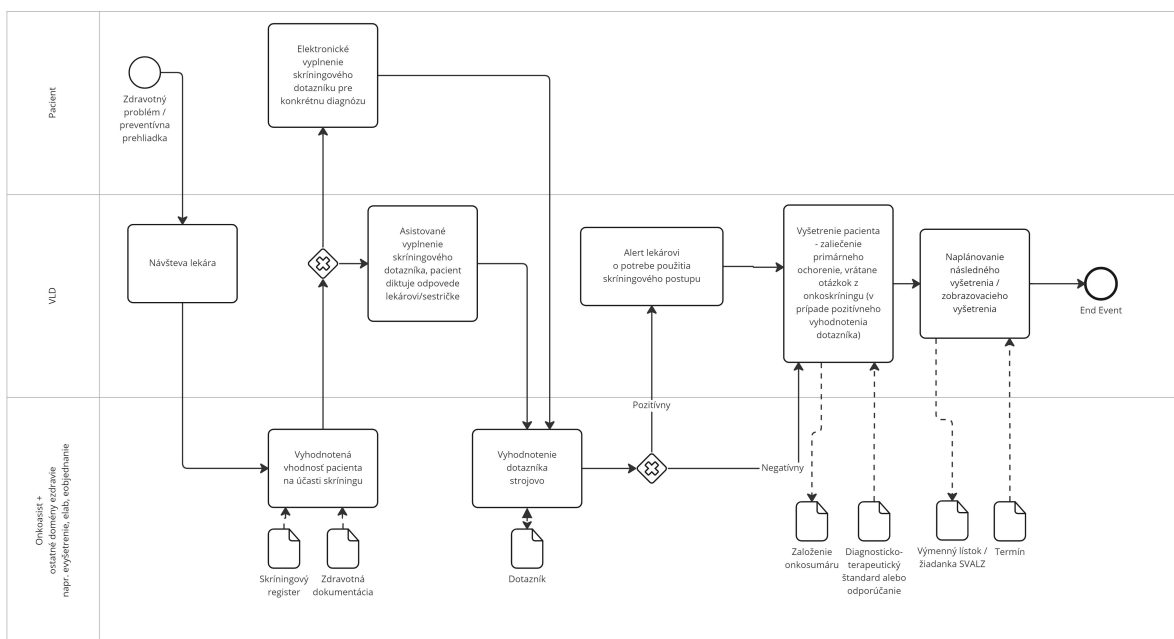 Pacient
Zdravotný
problém /
preventívna
prehliadka
Elektronické
vyplnenie
skríningového
dotazníku pre
konkrétnu diagnózu
VLD
Návšteva lekára
Asistované
vyplnenie
skríningového
dotazníka, pacient
diktuje odpovede
lekárovi/sestričke
Alert lekárovi
o potrebe použitia
skríningového postupu
Vyšetrenie pacienta
- zaliečenie
primárneho
ochorenie, vrátane
otázkok z
onkoskríningu (v
prípade pozitívneho
vyhodnotenia
dotazníka)
Naplánovanie
následného
vyšetrenia /
zobrazovacieho
vyšetrenia
End Event
Onkoasist +
ostatné domény ezdravie
napr. evyšetrenie, elab, eobjednanie
Vyhodnotená
vhodnosť pacienta
na účasti skríningu
Vyhodnotenie
dotazníka
strojovo
Pozitívny
Negatívny
Skríningový
register
Zdravotná
dokumentácia
Dotazník
Založenie
onkosumáru
Diagnosticko-
terapeutický
štandard alebo
odporúčanie
Výmenný lístok /
žiadanka SVALZ
Termín